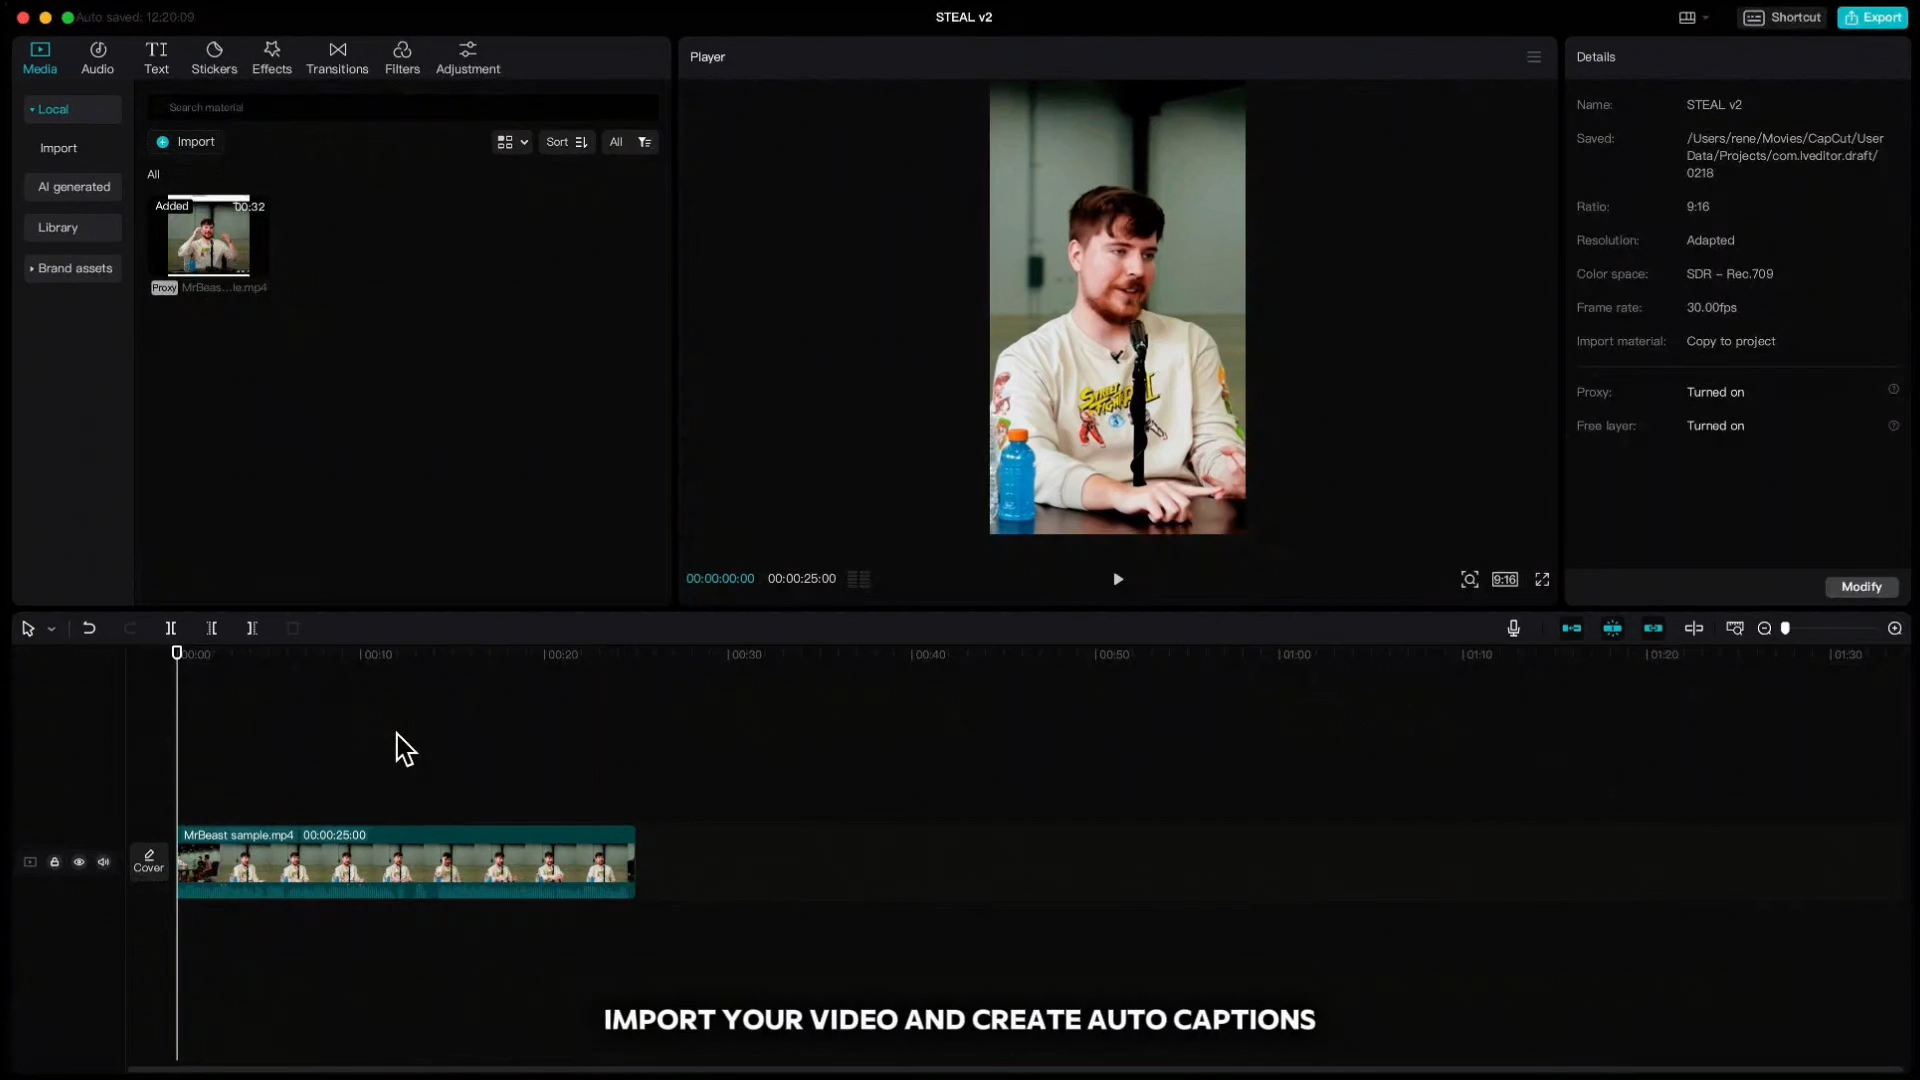 Auto saved: 12:20:09
STEAL v2
Shortcut
Export
Media
Audio
Text
Stickers
Effects
Transitions
Filters
Adjustment
Local
Import
AI generated
Library
Brand assets
Search material
Import
Sort
All
All
Added
00:32
Proxy
MrBeas...le.mp4
Player
STREET
00:00:00:00
00:00:25:00
9:16
Details
Name:
STEAL v2
Saved:
/Users/rene/Movies/CapCut/User
Data/Projects/com.lveditor.draft/
0218
Ratio:
9:16
Resolution:
Adapted
Color space:
SDR – Rec.709
Frame rate:
30.00fps
Import material:
Copy to project
Proxy:
Turned on
Free layer:
Turned on
Modify
00:00
00:10
00:20
00:30
00:40
00:50
01:00
01:10
01:20
01:30
Cover
MrBeast sample.mp4 00:00:25:00
IMPORT YOUR VIDEO AND CREATE AUTO CAPTIONS